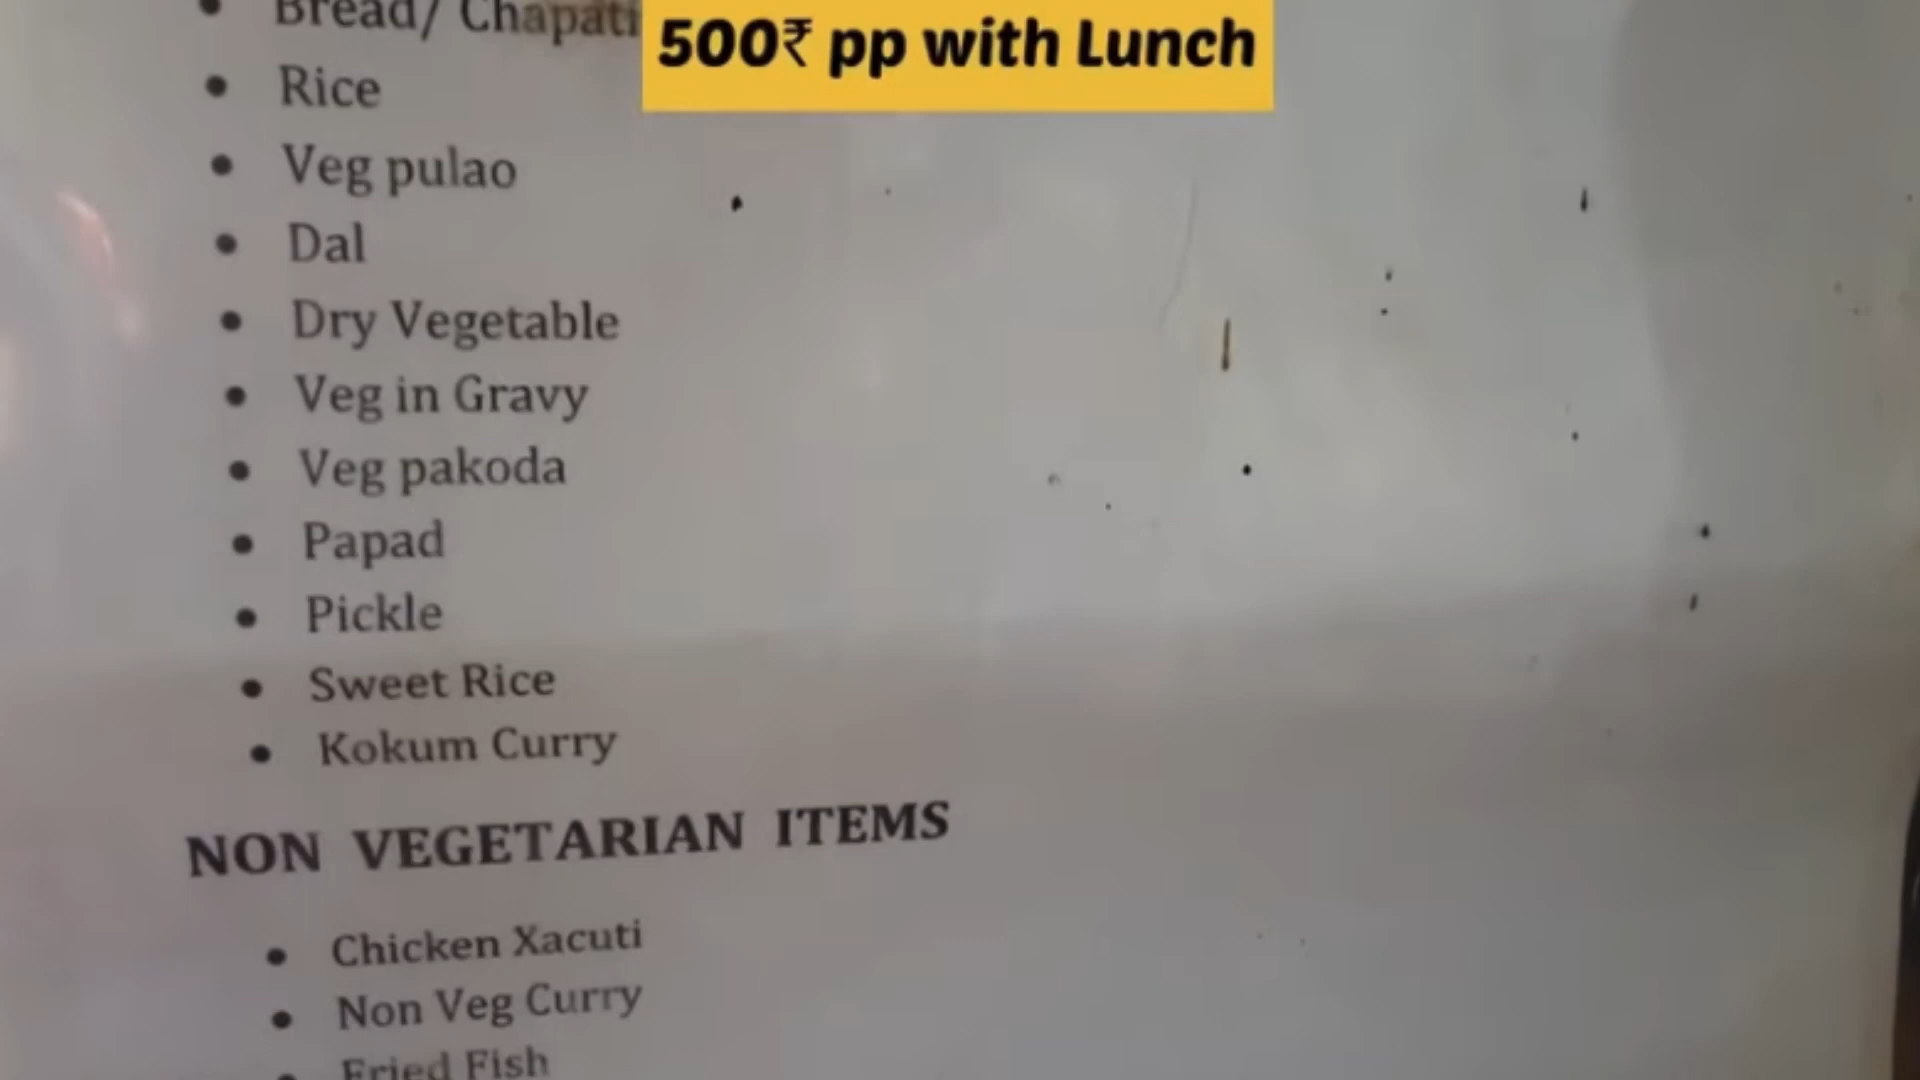 500₹ pp with Lunch
• Bread/ Chapati
• Rice
• Veg pulao
• Dal
• Dry Vegetable
• Veg in Gravy
• Veg pakoda
• Papad
• Pickle
• Sweet Rice
• Kokum Curry
NON VEGETARIAN ITEMS
• Chicken Xacuti
• Non Veg Curry
• Fried Fish